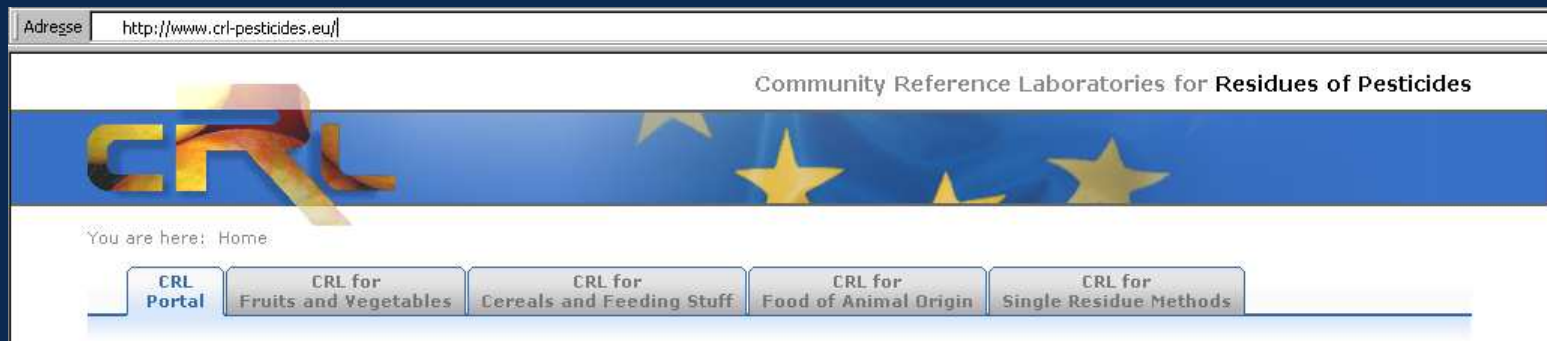 Adresse http://www.crl-pesticides.eu/
Community Reference Laboratories for Residues of Pesticides
CRL
You are here: Home
CRL Portal
CRL for Fruits and Vegetables
CRL for Cereals and Feeding Stuff
CRL for Food of Animal Origin
CRL for Single Residue Methods